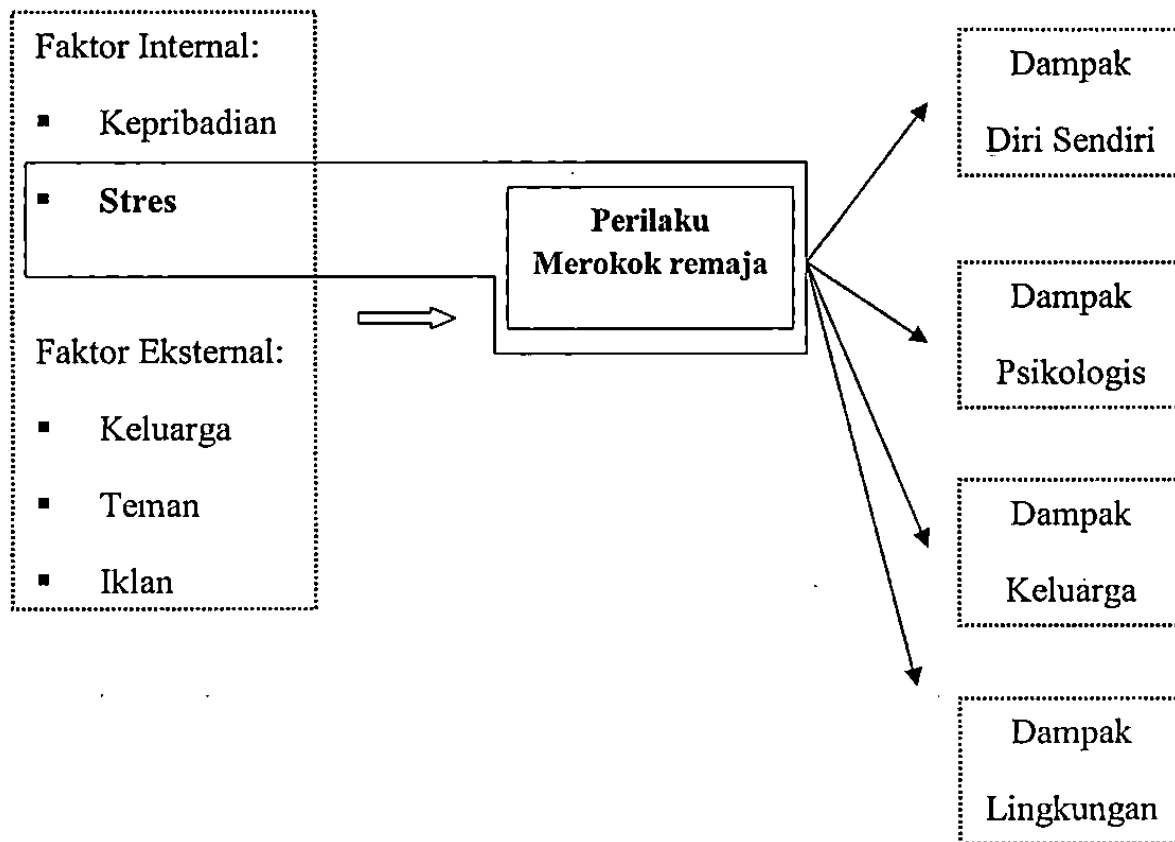 Faktor Internal:
▪ Kepribadian
▪ Stres
Faktor Eksternal:
▪ Keluarga
▪ Teman
▪ Iklan
Perilaku
Merokok remaja
Dampak
Diri Sendiri
Dampak
Psikologis
Dampak
Keluarga
Dampak
Lingkungan